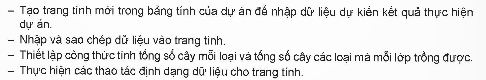 – Tạo trang tính mới trong bảng tính của dự án để nhập dữ liệu dự kiến kết quả thực hiện
dự án.
– Nhập và sao chép dữ liệu vào trang tính.
– Thiết lập công thức tính tổng số cây mỗi loại và tổng số cây các loại mà mỗi lớp trồng được.
– Thực hiện các thao tác định dạng dữ liệu cho trang tính.